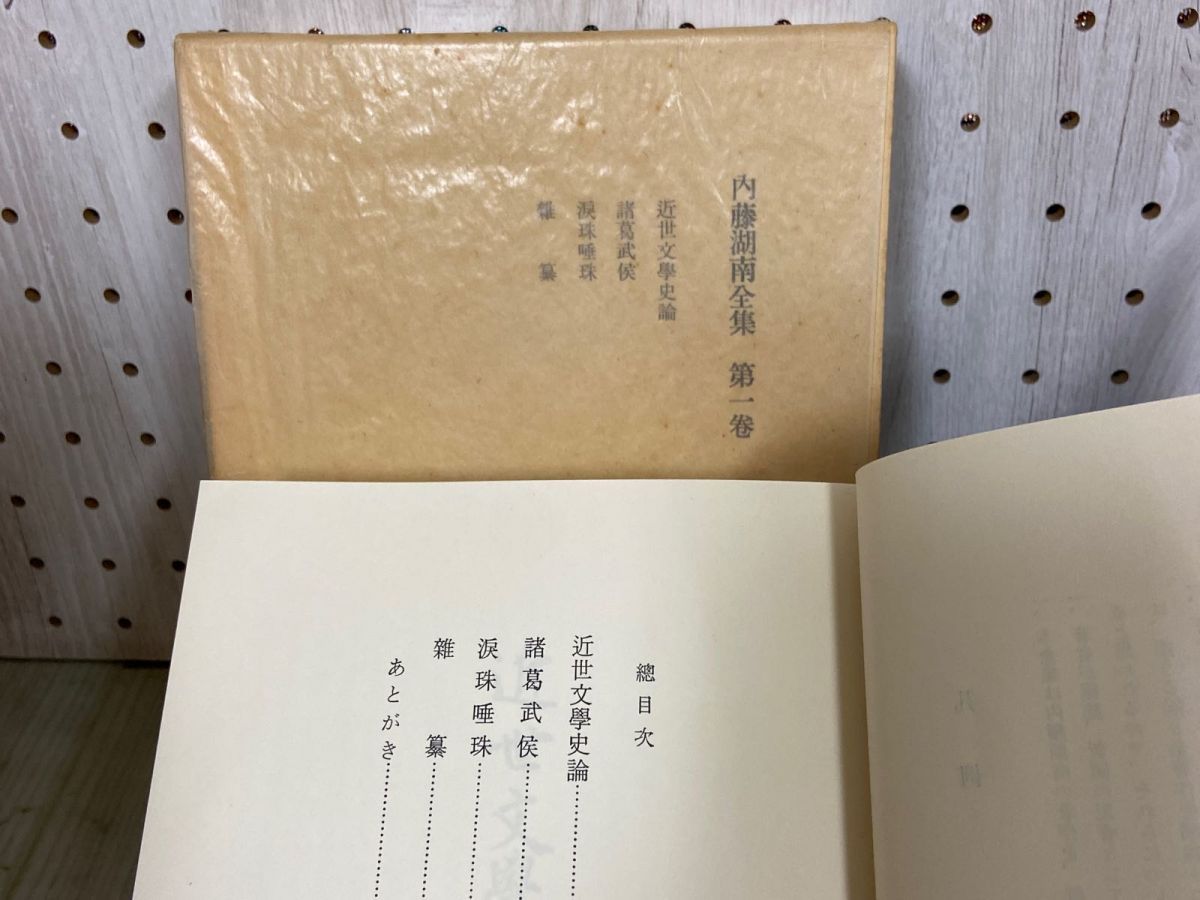 內藤湖南全集 第一卷
近世文學史論
諸葛武侯
淚珠唾珠
雜纂
總目次
近世文學史論
諸葛武侯
淚珠唾珠
雜纂
あとがき